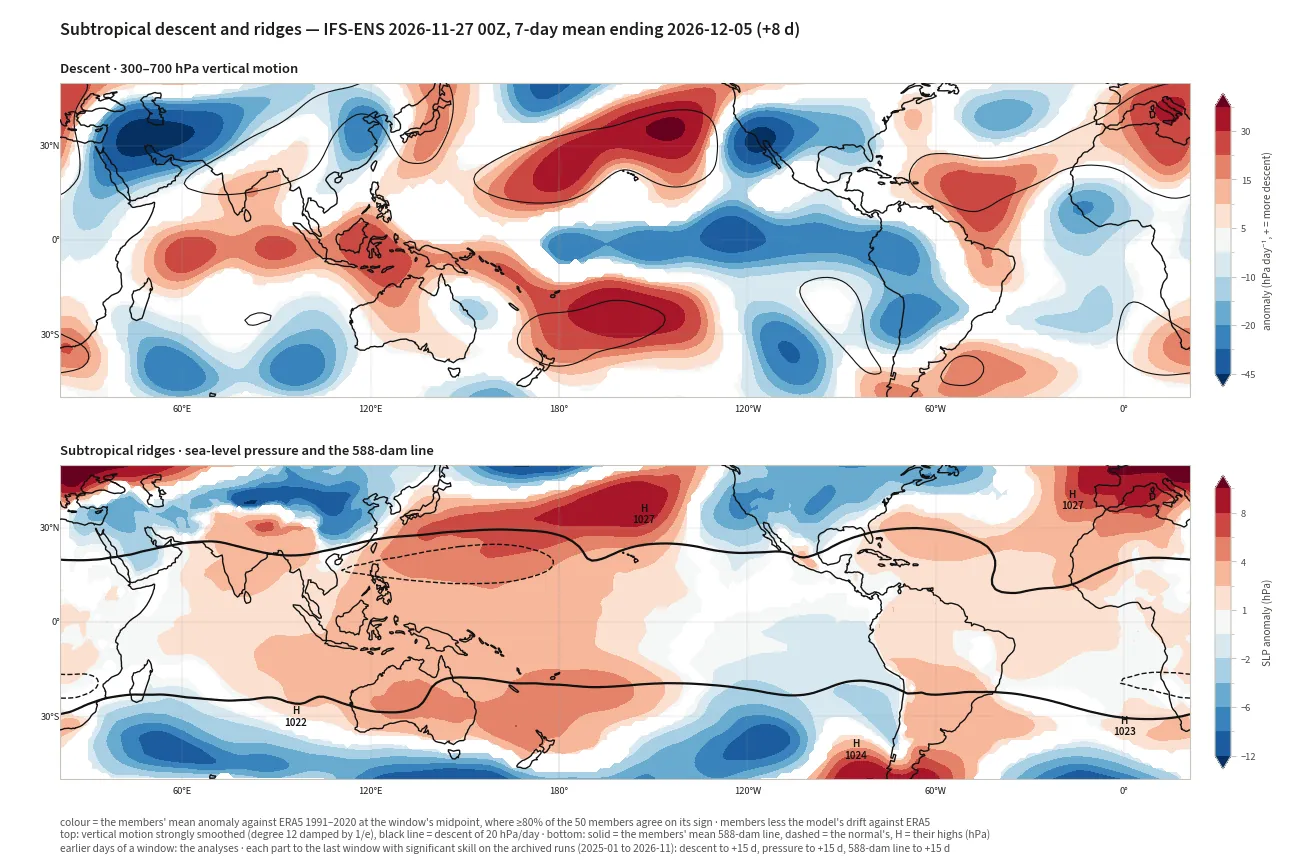 Subtropical descent and ridges — IFS-ENS 2026-11-27 00Z, 7-day mean ending 2026-12-05 (+8 d)
Descent · 300–700 hPa vertical motion
30°N
0°
30°S
60°E
120°E
180°
120°W
60°W
0°
30
15
5
−10
−20
−45
anomaly (hPa day⁻¹, + = more descent)
Subtropical ridges · sea-level pressure and the 588-dam line
30°N
0°
30°S
H
1027
H
1027
H
1022
H
1024
H
1023
60°E
120°E
180°
120°W
60°W
0°
8
4
1
−2
−6
−12
SLP anomaly (hPa)
colour = the members' mean anomaly against ERA5 1991–2020 at the window's midpoint, where ≥80% of the 50 members agree on its sign · members less the model's drift against ERA5
top: vertical motion strongly smoothed (degree 12 damped by 1/e), black line = descent of 20 hPa/day · bottom: solid = the members' mean 588-dam line, dashed = the normal's, H = their highs (hPa)
earlier days of a window: the analyses · each part to the last window with significant skill on the archived runs (2025-01 to 2026-11): descent to +15 d, pressure to +15 d, 588-dam line to +15 d